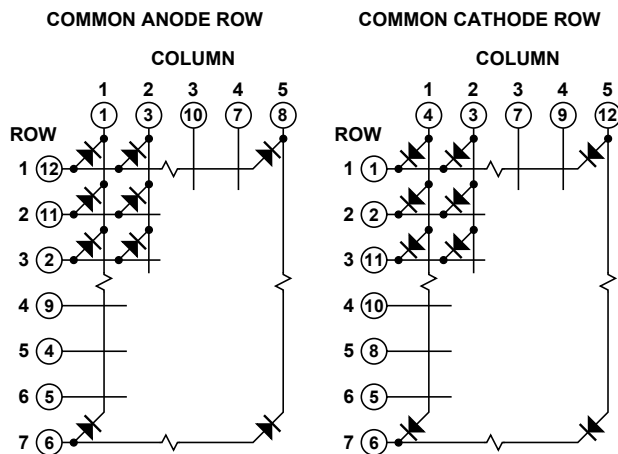 COMMON ANODE ROW COMMON CATHODE ROW
COLUMN COLUMN
1 2 3 4 5 1 2 3 4 5
1 3 10 7 8 4 3 7 9 12
ROW ROW
1 12 1 1
2 11 2 2
3 2 3 11
4 9 4 10
5 4 5 8
6 5 6 5
7 6 7 6